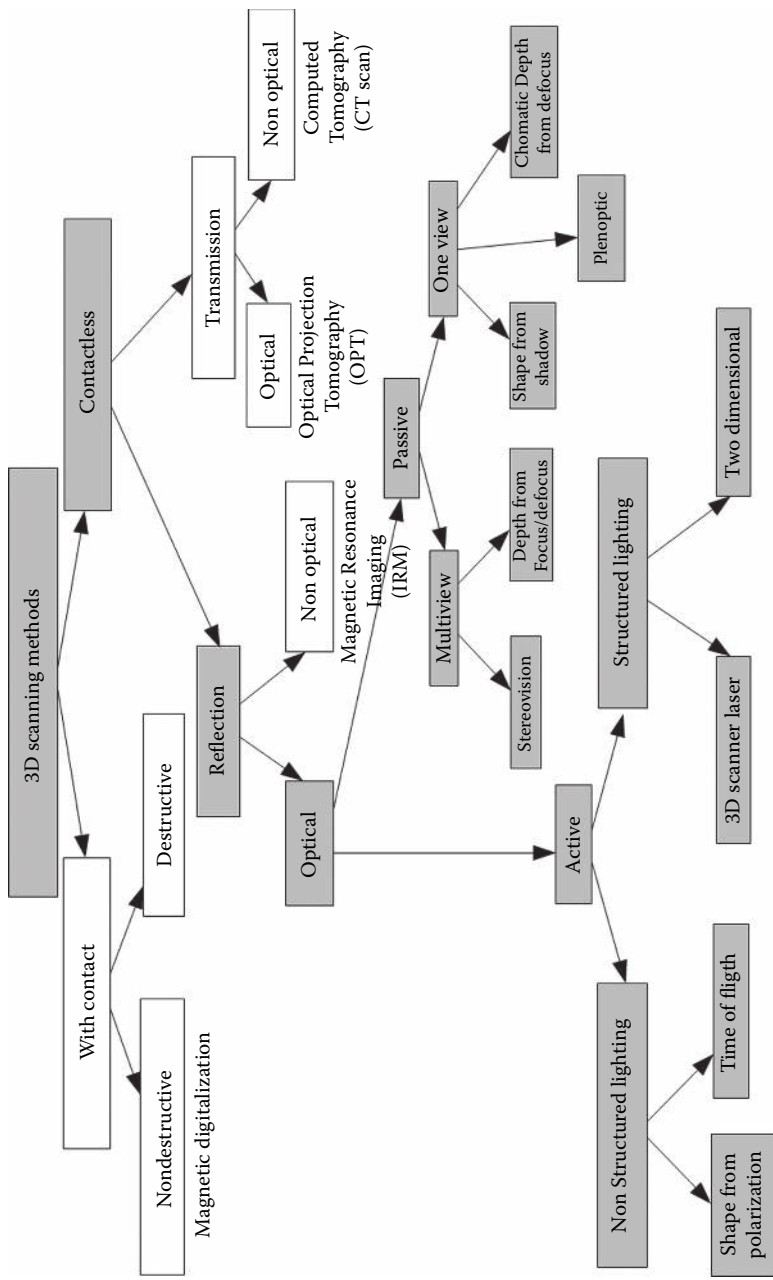 3D scanning methods
With contact
Contactless
Nondestructive
Magnetic digitalization
Destructive
Reflection
Transmission
Optical
Non optical
Magnetic Resonance
Imaging
(IRM)
Optical
Optical Projection
Tomography
(OPT)
Non optical
Computed
Tomography
(CT scan)
Passive
Multiview
One view
Stereovision
Depth from
Focus/defocus
Shape from
shadow
Plenoptic
Chomatic Depth
from defocus
Active
Non Structured lighting
Structured lighting
Shape from
polarization
Time of fligth
3D scanner laser
Two dimensional